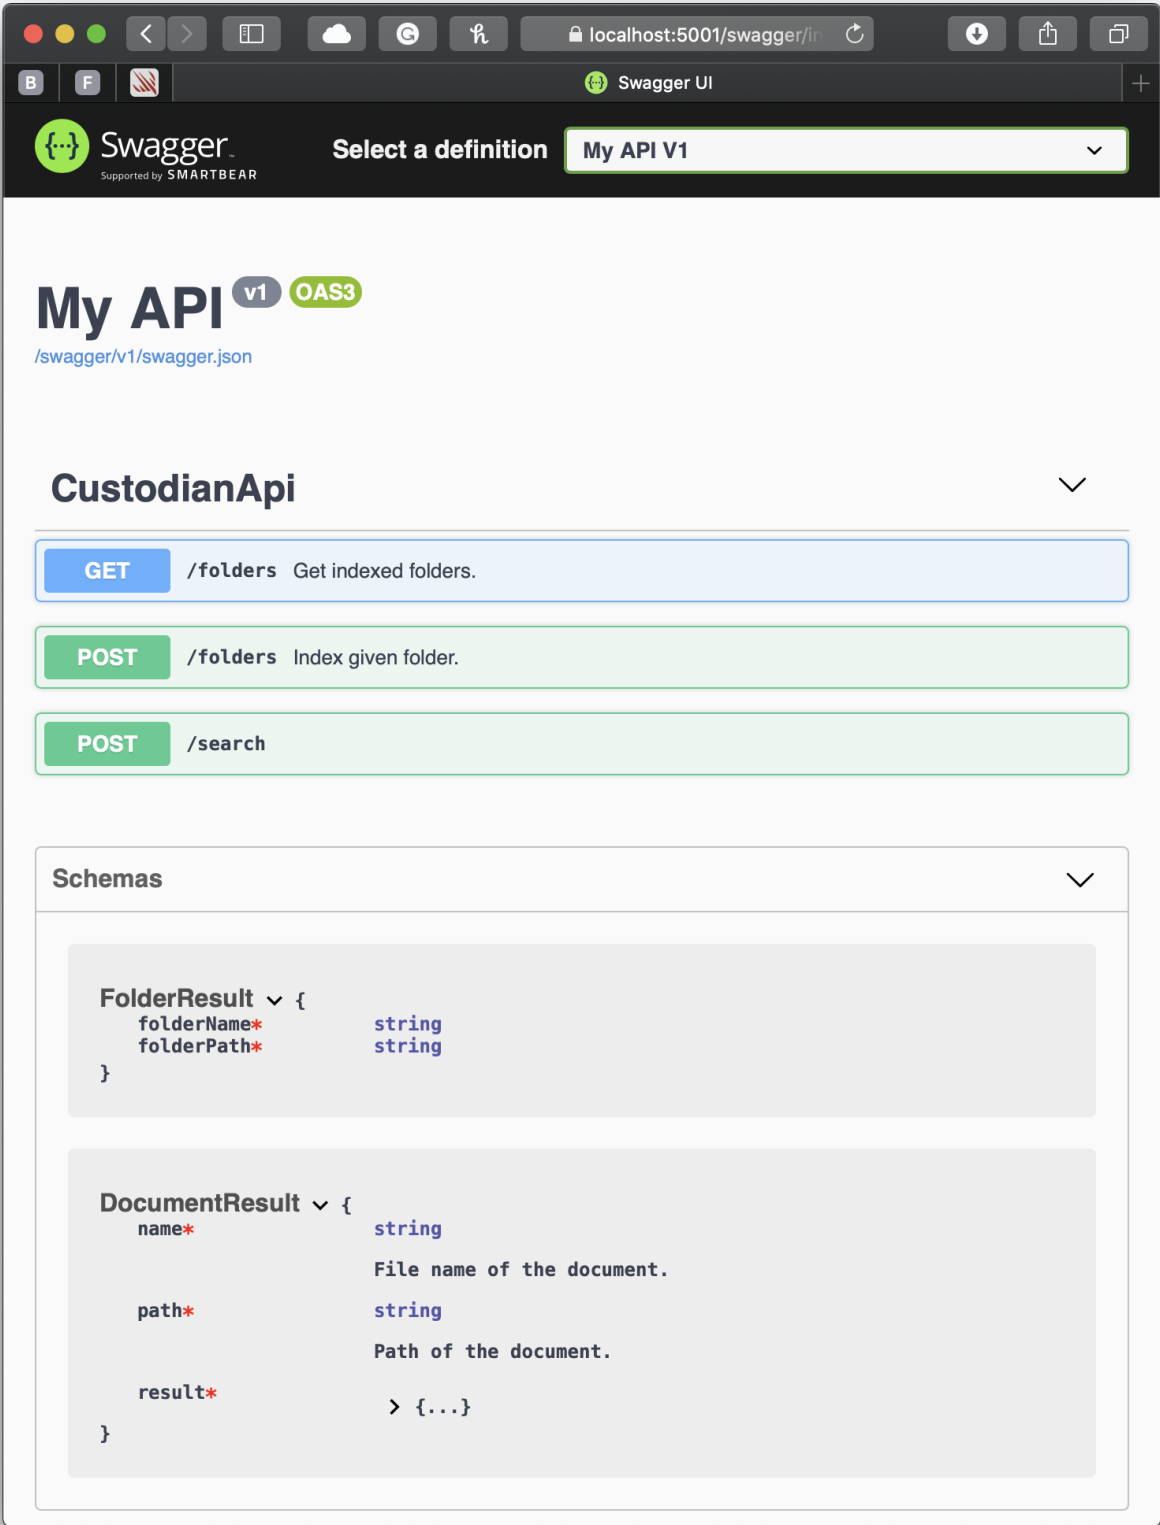 localhost:5001/swagger/in
B F Swagger UI
{···} Swagger™ Select a definition My API V1
Supported by SMARTBEAR
My API v1 OAS3
/swagger/v1/swagger.json
CustodianApi
GET /folders Get indexed folders.
POST /folders Index given folder.
POST /search
Schemas
FolderResult {
folderName* string
folderPath* string
}
DocumentResult {
name* string
File name of the document.
path* string
Path of the document.
result* {...}
}